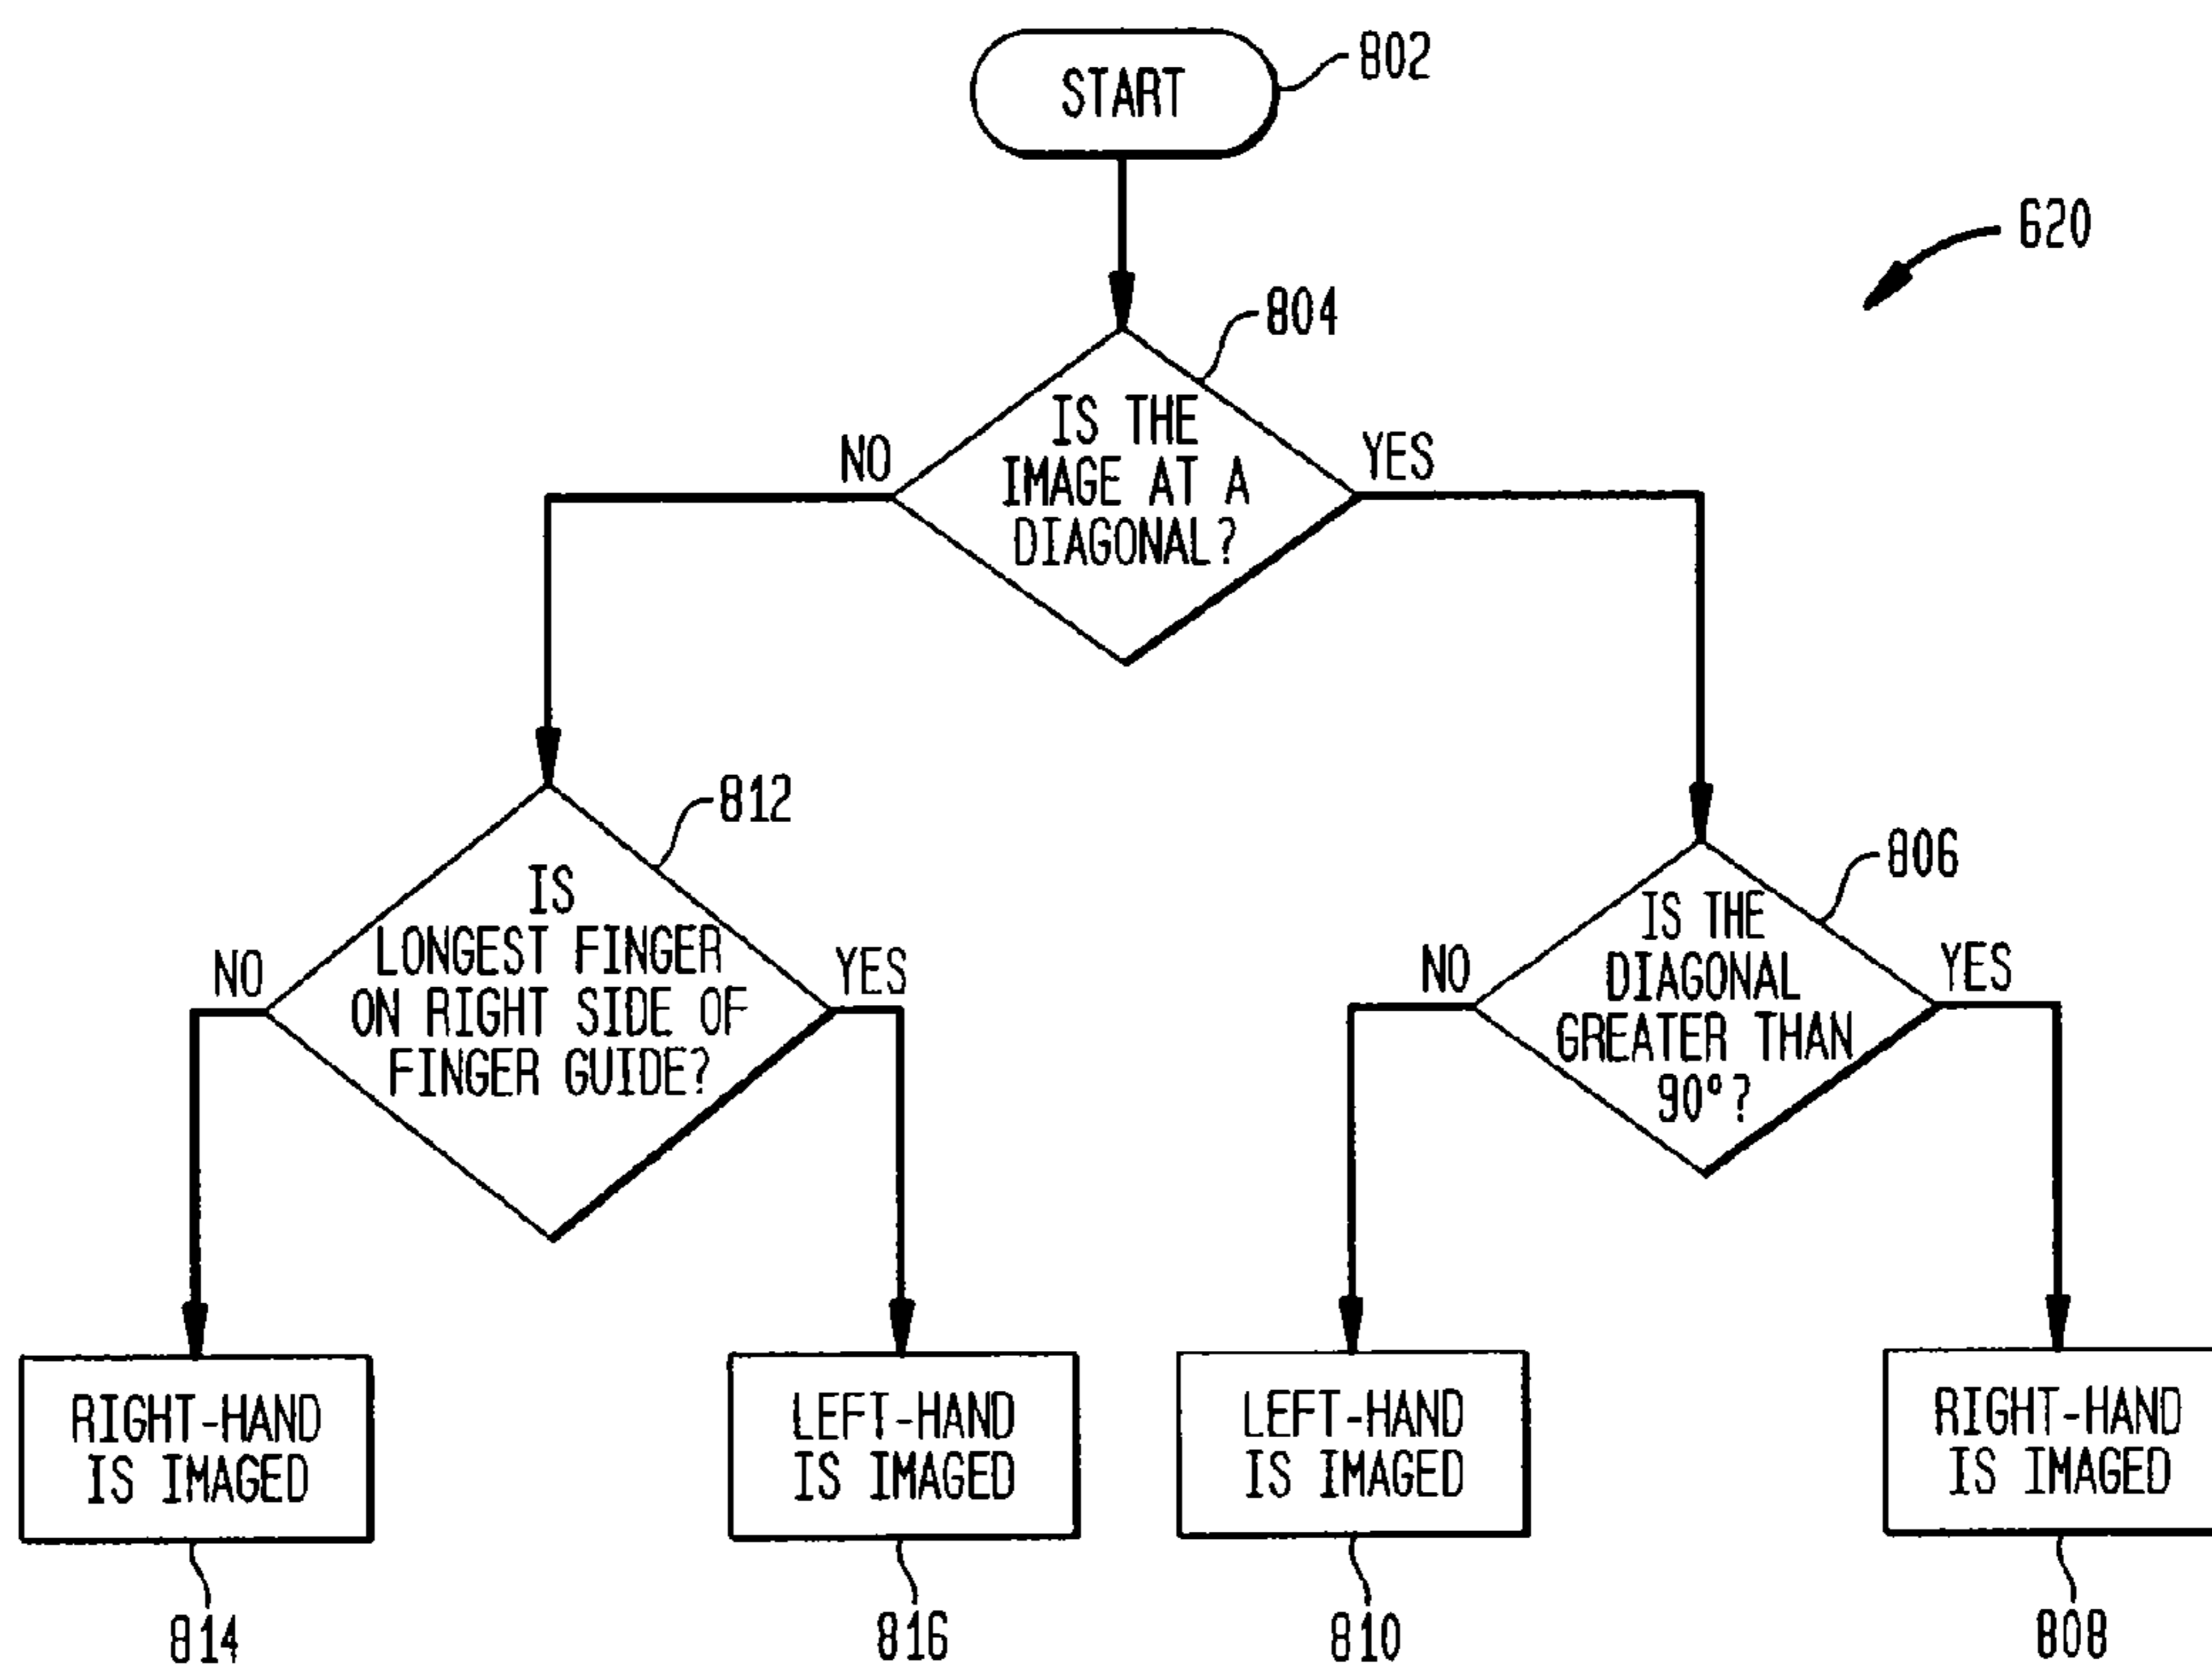 START
802
620
804
IS THE
IMAGE AT A
DIAGONAL?
NO
YES
812
IS
LONGEST FINGER
ON RIGHT SIDE OF
FINGER GUIDE?
NO
YES
806
IS THE
DIAGONAL
GREATER THAN
90°?
NO
YES
RIGHT-HAND
IS IMAGED
814
LEFT-HAND
IS IMAGED
816
LEFT-HAND
IS IMAGED
810
RIGHT-HAND
IS IMAGED
808